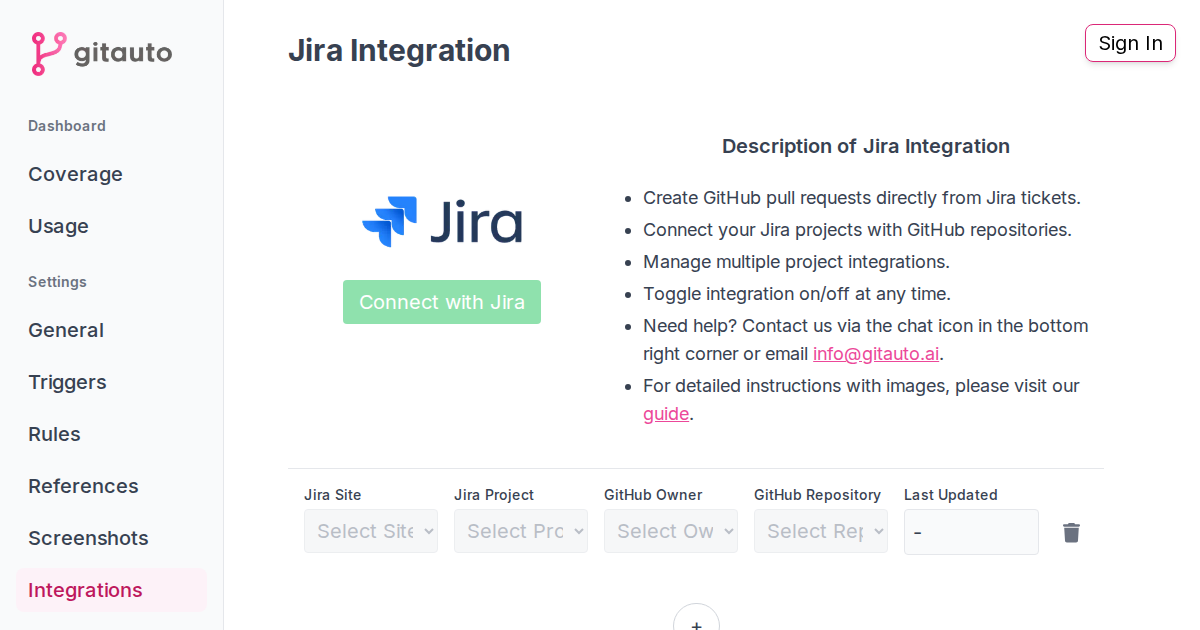 gitauto
Jira Integration
Sign In
Dashboard
Coverage
Usage
Settings
General
Triggers
Rules
References
Screenshots
Integrations
Jira
Connect with Jira
Description of Jira Integration
Create GitHub pull requests directly from Jira tickets.
Connect your Jira projects with GitHub repositories.
Manage multiple project integrations.
Toggle integration on/off at any time.
Need help? Contact us via the chat icon in the bottom
right corner or email info@gitauto.ai.
For detailed instructions with images, please visit our
guide.
Jira Site Jira Project GitHub Owner GitHub Repository Last Updated
Select Site Select Pro Select Ow Select Rep -
+